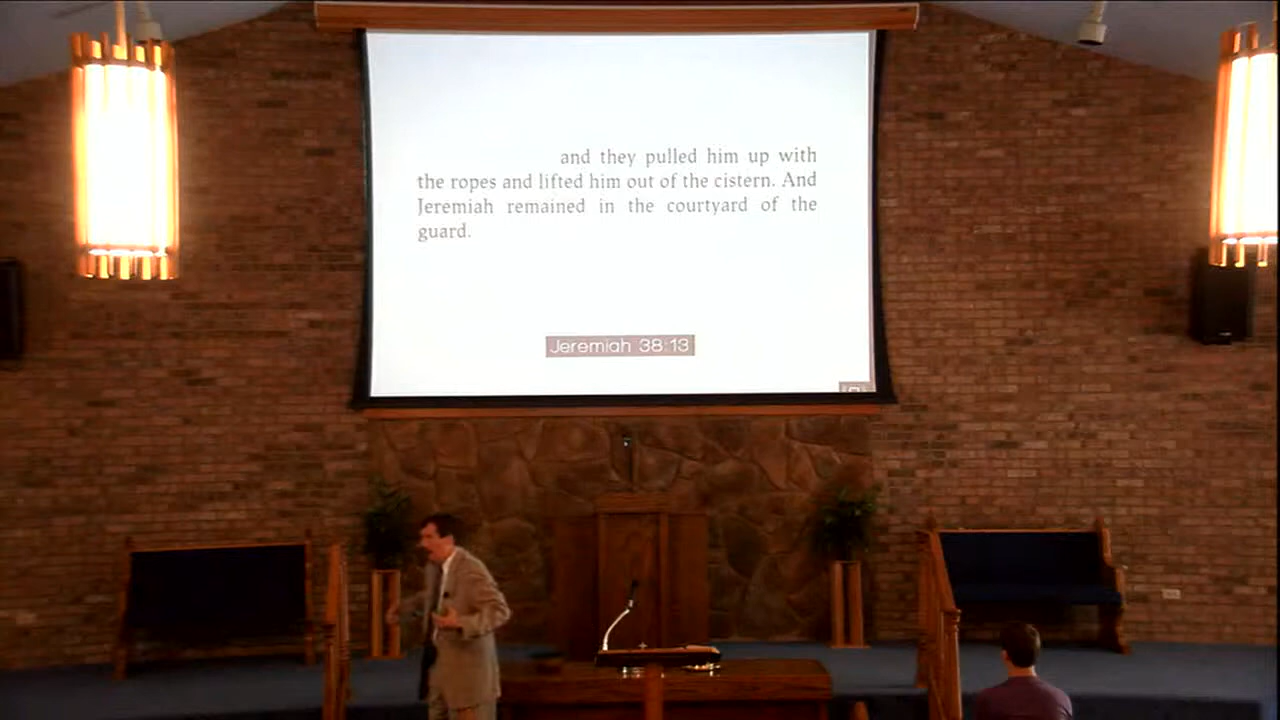 and they pulled him up with
the ropes and lifted him out of the cistern. And
Jeremiah remained in the courtyard of the
guard.
Jeremiah 38:13